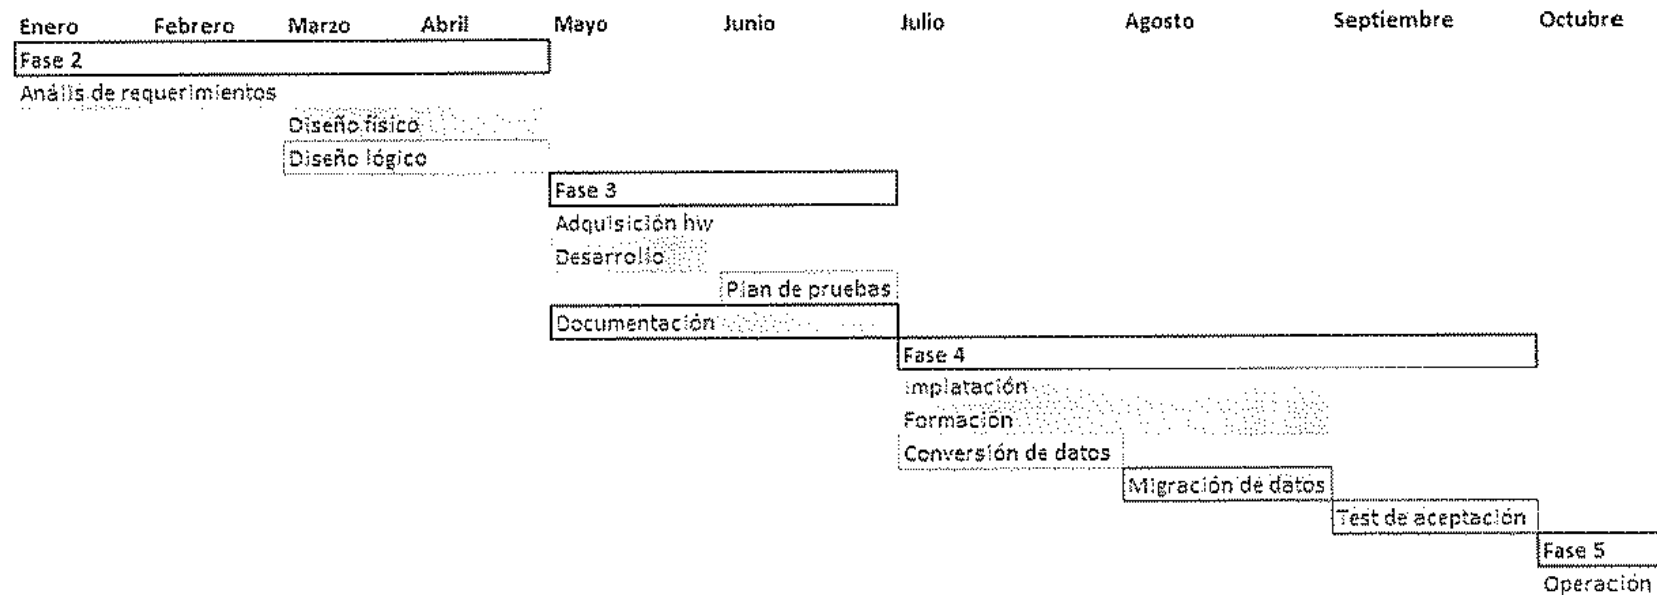 Enero Febrero Marzo Abril Mayo Junio Julio Agosto Septiembre Octubre
Fase 2
Anális de requerimientos
Diseño físico
Diseño lógico
Fase 3
Adquisición hw
Desarrollo
Plan de pruebas
Documentación
Fase 4
Implatación
Formación
Conversión de datos
Migración de datos
Test de aceptación
Fase 5
Operación